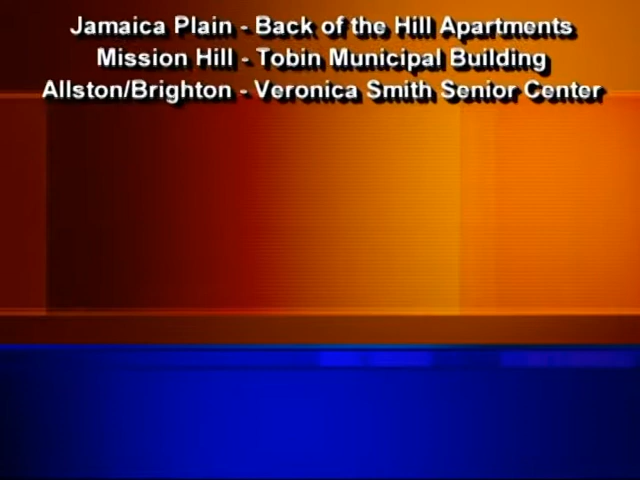 Jamaica Plain - Back of the Hill Apartments
Mission Hill - Tobin Municipal Building
Allston/Brighton - Veronica Smith Senior Center